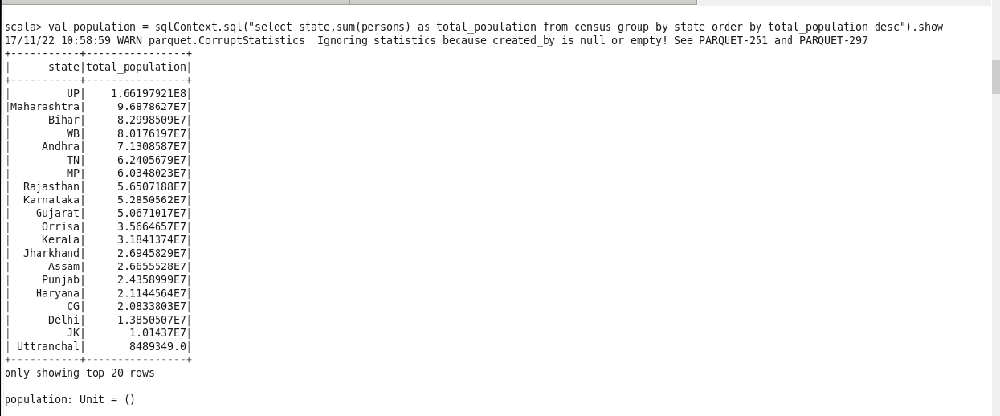 scala> val population = sqlContext.sql("select state,sum(persons) as total_population from census group by state order by total_population desc").show
17/11/22 10:58:59 WARN parquet.CorruptStatistics: Ignoring statistics because created_by is null or empty! See PARQUET-251 and PARQUET-297
+-----------+----------------+
|      state|total_population|
+-----------+----------------+
|         UP|    1.66197921E8|
|Maharashtra|     9.6878627E7|
|      Bihar|     8.2998509E7|
|         WB|     8.0176197E7|
|     Andhra|     7.1308587E7|
|         TN|     6.2405679E7|
|         MP|     6.0348023E7|
|  Rajasthan|     5.6507188E7|
|  Karnataka|     5.2850562E7|
|    Gujarat|     5.0671017E7|
|     Orrisa|     3.5664657E7|
|     Kerala|     3.1841374E7|
|  Jharkhand|     2.6945829E7|
|      Assam|     2.6655528E7|
|     Punjab|     2.4358999E7|
|    Haryana|     2.1144564E7|
|         CG|     2.0833803E7|
|      Delhi|     1.3850507E7|
|         JK|       1.01437E7|
| Uttranchal|       8489349.0|
+-----------+----------------+
only showing top 20 rows
population: Unit = ()